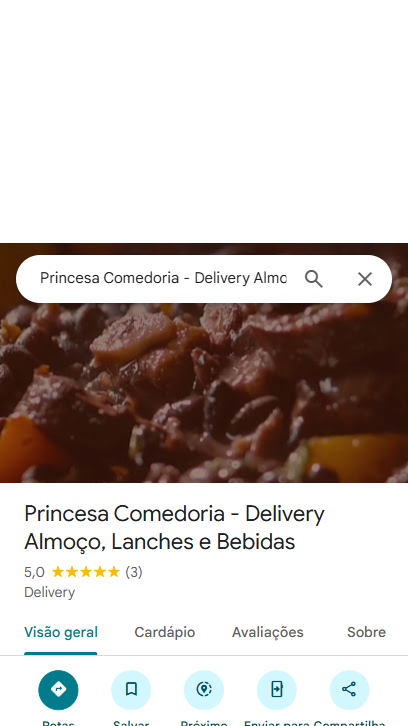 Princesa Comedoria - Delivery Almo
Princesa Comedoria - Delivery
Almoço, Lanches e Bebidas
5,0 ★★★★★ (3)
Delivery
Visão geral Cardápio Avaliações Sobre
Rotas Salvar Próximo Enviar para Compartilha